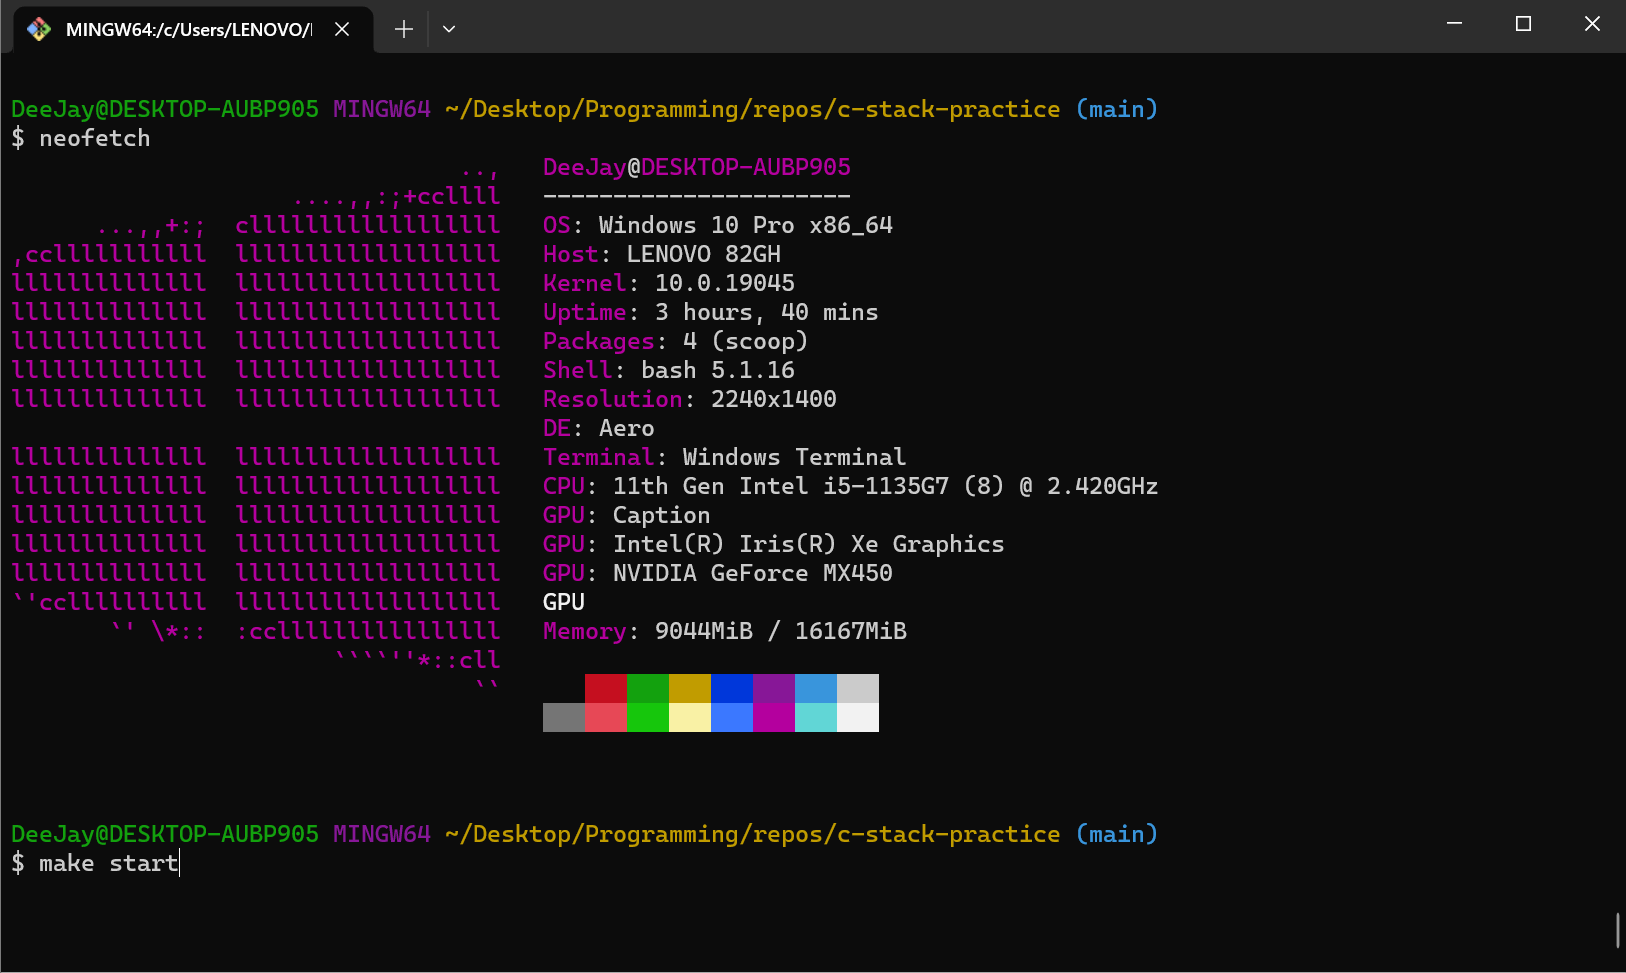 MINGW64:/c/Users/LENOVO/
DeeJay@DESKTOP-AUBP905 MINGW64 ~/Desktop/Programming/repos/c-stack-practice (main)
$ neofetch
                                ..,   DeeJay@DESKTOP-AUBP905
                    ....,,:;+ccllll   ----------------------
      ...,,+:;  cllllllllllllllllll   OS: Windows 10 Pro x86_64
,cclllllllllll  lllllllllllllllllll   Host: LENOVO 82GH
llllllllllllll  lllllllllllllllllll   Kernel: 10.0.19045
llllllllllllll  lllllllllllllllllll   Uptime: 3 hours, 40 mins
llllllllllllll  lllllllllllllllllll   Packages: 4 (scoop)
llllllllllllll  lllllllllllllllllll   Shell: bash 5.1.16
llllllllllllll  lllllllllllllllllll   Resolution: 2240x1400
                                      DE: Aero
llllllllllllll  lllllllllllllllllll   Terminal: Windows Terminal
llllllllllllll  lllllllllllllllllll   CPU: 11th Gen Intel i5-1135G7 (8) @ 2.420GHz
llllllllllllll  lllllllllllllllllll   GPU: Caption
llllllllllllll  lllllllllllllllllll   GPU: Intel(R) Iris(R) Xe Graphics
llllllllllllll  lllllllllllllllllll   GPU: NVIDIA GeForce MX450
`'ccllllllllll  lllllllllllllllllll   GPU
       `' \*::  :ccllllllllllllllll   Memory: 9044MiB / 16167MiB
                       ````''*::cll
                                 ``
DeeJay@DESKTOP-AUBP905 MINGW64 ~/Desktop/Programming/repos/c-stack-practice (main)
$ make start